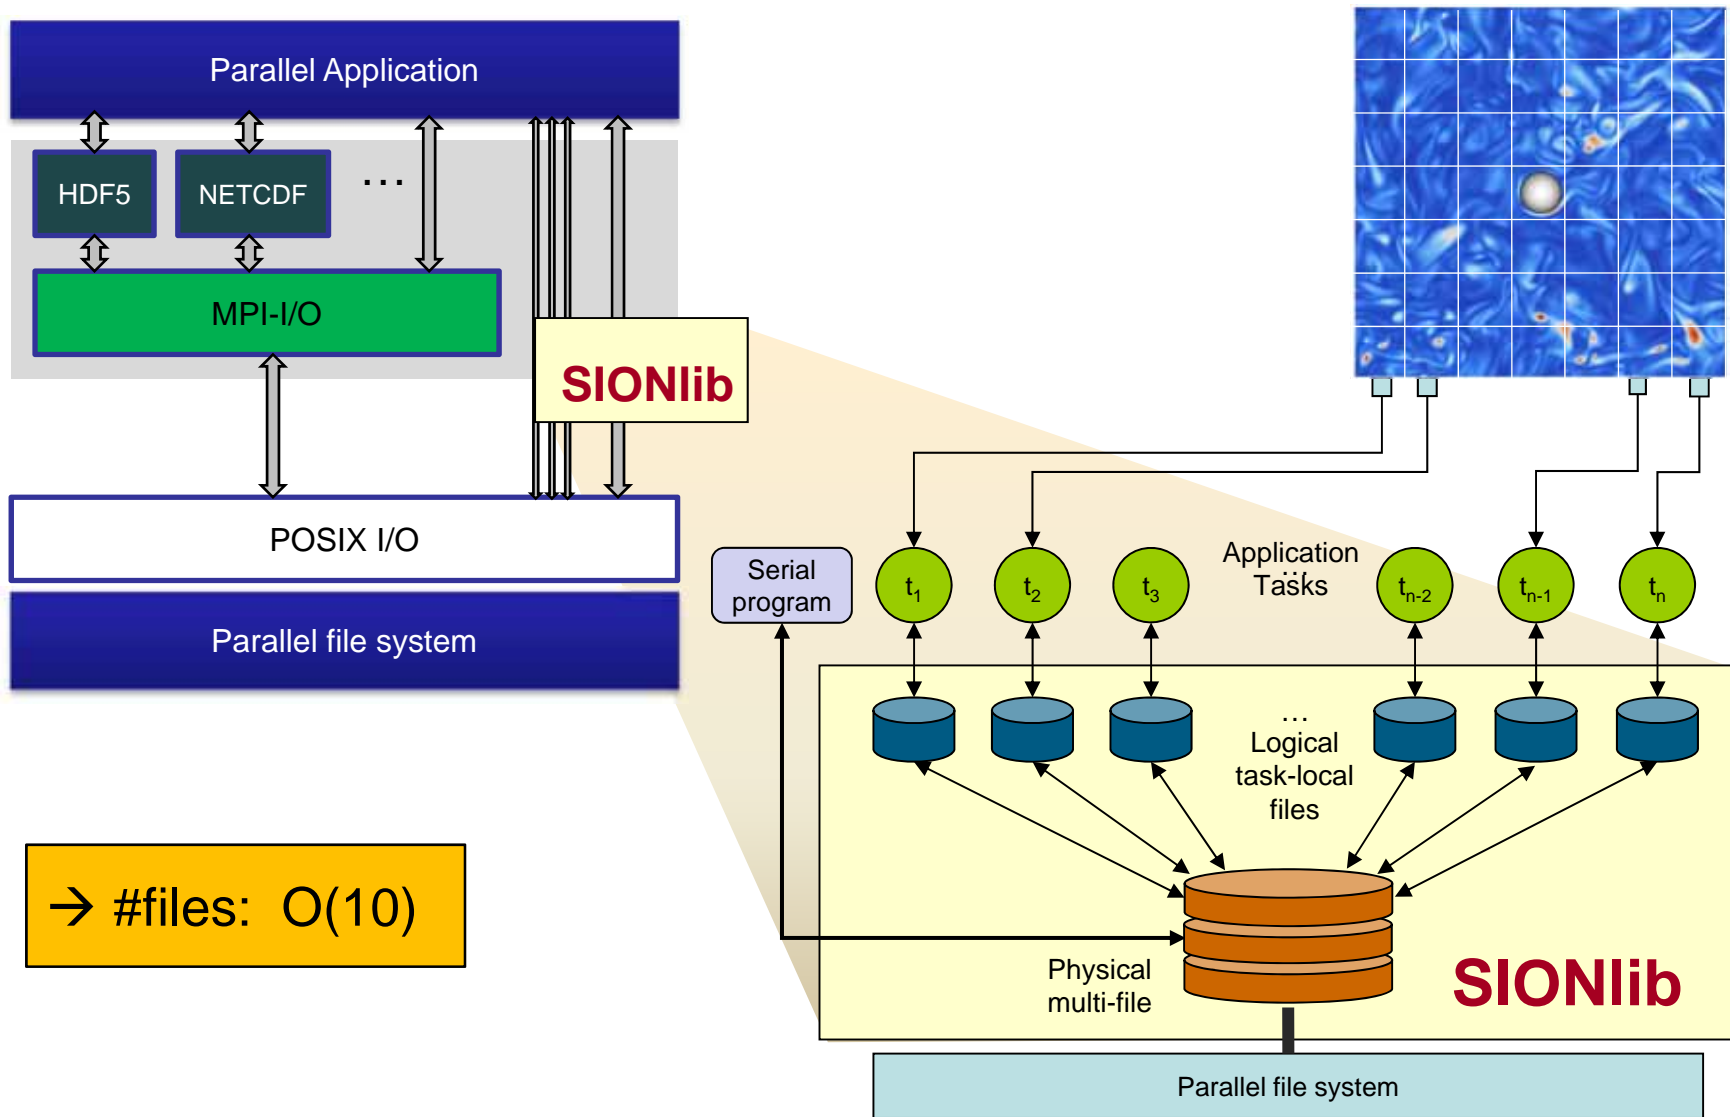 Parallel Application
HDF5
NETCDF
...
MPI-I/O
SIONlib
POSIX I/O
Parallel file system
→ #files: O(10)
Serial
program
t1
t2
t3
Application
...
Tasks
tn-2
tn-1
tn
...
Logical
task-local
files
Physical
multi-file
SIONlib
Parallel file system